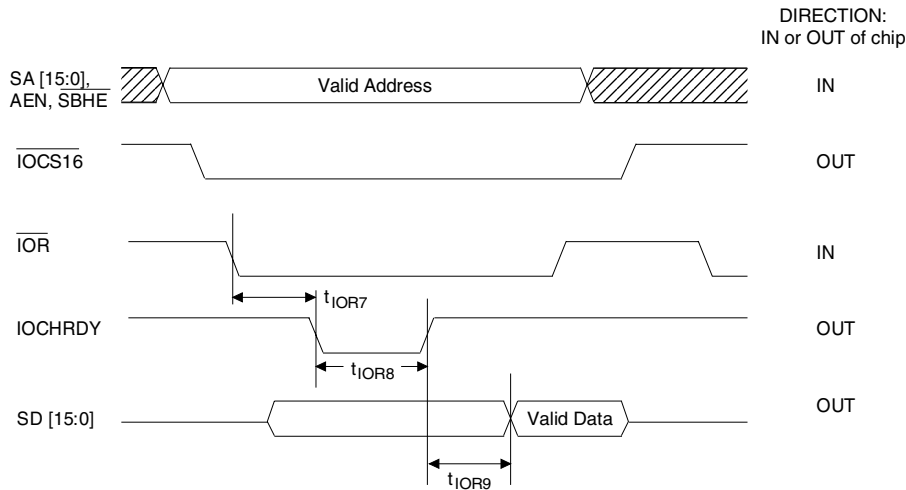 DIRECTION:
IN or OUT of chip
SA [15:0],
AEN, SBHE
Valid Address
IN
IOCS16
OUT
IOR
IN
tIOR7
IOCHRDY
OUT
tIOR8
SD [15:0]
Valid Data
OUT
tIOR9